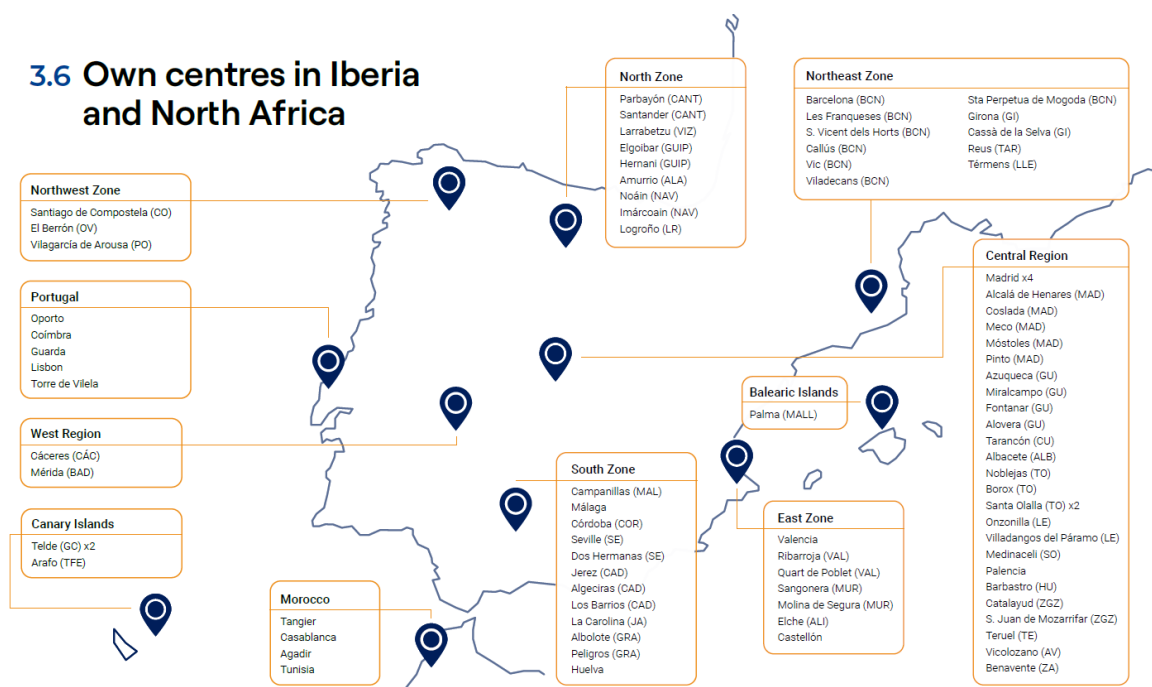 3.6 Own centres in Iberia
and North Africa
North Zone
Parbayón (CANT)
Santander (CANT)
Larrabetzu (VIZ)
Elgoibar (GUIP)
Hernani (GUIP)
Amurrio (ALA)
Noáin (NAV)
Imárcoain (NAV)
Logroño (LR)
Northeast Zone
Barcelona (BCN)
Les Franqueses (BCN)
S. Vicent dels Horts (BCN)
Callús (BCN)
Vic (BCN)
Viladecans (BCN)
Sta Perpetua de Mogoda (BCN)
Girona (GI)
Cassà de la Selva (GI)
Reus (TAR)
Térmens (LLE)
Northwest Zone
Santiago de Compostela (CO)
El Berrón (OV)
Vilagarcía de Arousa (PO)
Portugal
Oporto
Coímbra
Guarda
Lisbon
Torre de Vilela
West Region
Cáceres (CÁC)
Mérida (BAD)
Canary Islands
Telde (GC) x2
Arafo (TFE)
Morocco
Tangier
Casablanca
Agadir
Tunisia
South Zone
Campanillas (MAL)
Málaga
Córdoba (COR)
Seville (SE)
Dos Hermanas (SE)
Jerez (CAD)
Algeciras (CAD)
Los Barrios (CAD)
La Carolina (JA)
Albolote (GRA)
Peligros (GRA)
Huelva
Balearic Islands
Palma (MALL)
East Zone
Valencia
Ribarroja (VAL)
Quart de Poblet (VAL)
Sangonera (MUR)
Molina de Segura (MUR)
Elche (ALI)
Castellón
Central Region
Madrid x4
Alcalá de Henares (MAD)
Coslada (MAD)
Meco (MAD)
Móstoles (MAD)
Pinto (MAD)
Azuqueca (GU)
Miralcampo (GU)
Fontanar (GU)
Alovera (GU)
Tarancón (CU)
Albacete (ALB)
Noblejas (TO)
Borox (TO)
Santa Olalla (TO) x2
Onzonilla (LE)
Villadangos del Páramo (LE)
Medinaceli (SO)
Palencia
Barbastro (HU)
Catalayud (ZGZ)
S. Juan de Mozarrifar (ZGZ)
Teruel (TE)
Vicolozano (AV)
Benavente (ZA)